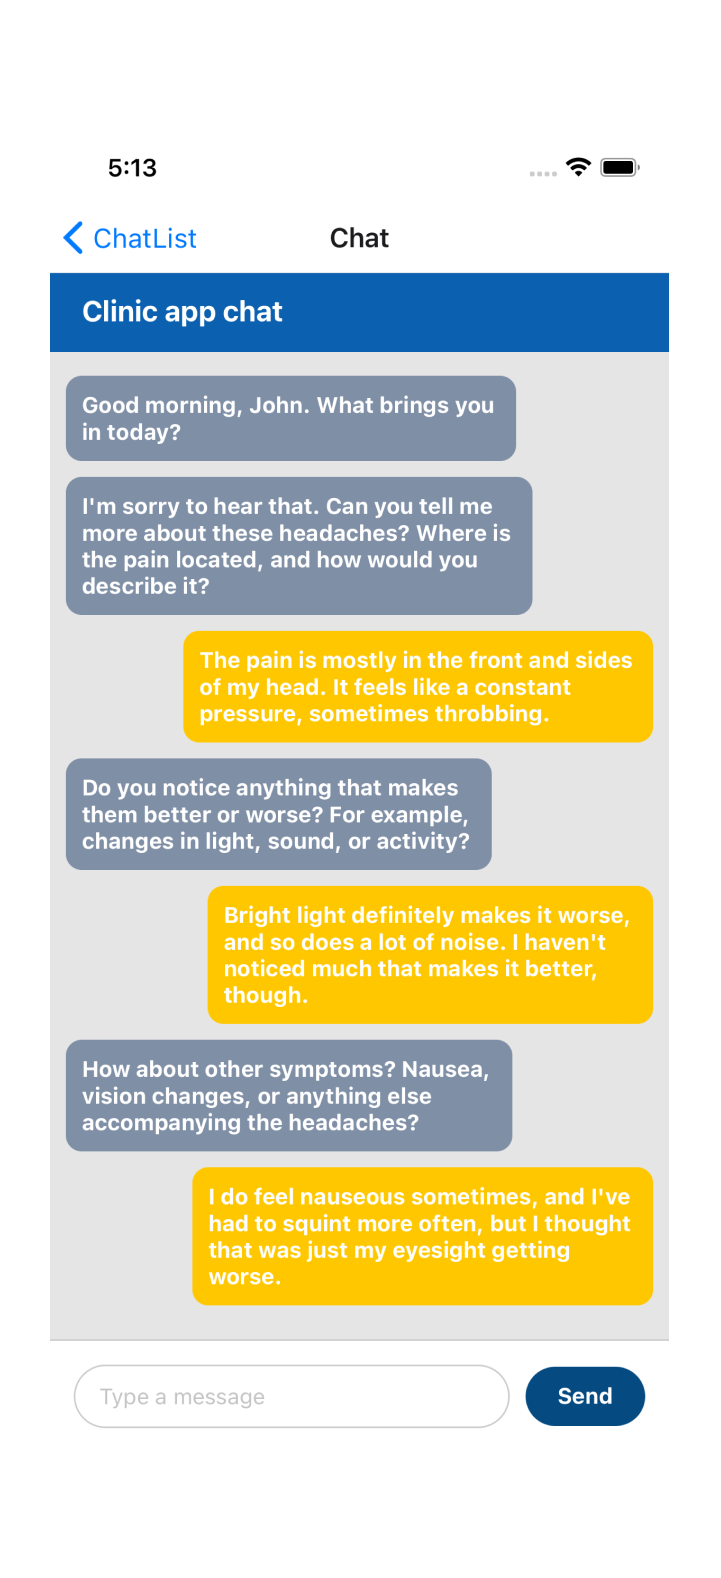 5:13
ChatList
Chat
Clinic app chat
Good morning, John. What brings you
in today?
I'm sorry to hear that. Can you tell me
more about these headaches? Where is
the pain located, and how would you
describe it?
The pain is mostly in the front and sides
of my head. It feels like a constant
pressure, sometimes throbbing.
Do you notice anything that makes
them better or worse? For example,
changes in light, sound, or activity?
Bright light definitely makes it worse,
and so does a lot of noise. I haven't
noticed much that makes it better,
though.
How about other symptoms? Nausea,
vision changes, or anything else
accompanying the headaches?
I do feel nauseous sometimes, and I've
had to squint more often, but I thought
that was just my eyesight getting
worse.
Type a message
Send